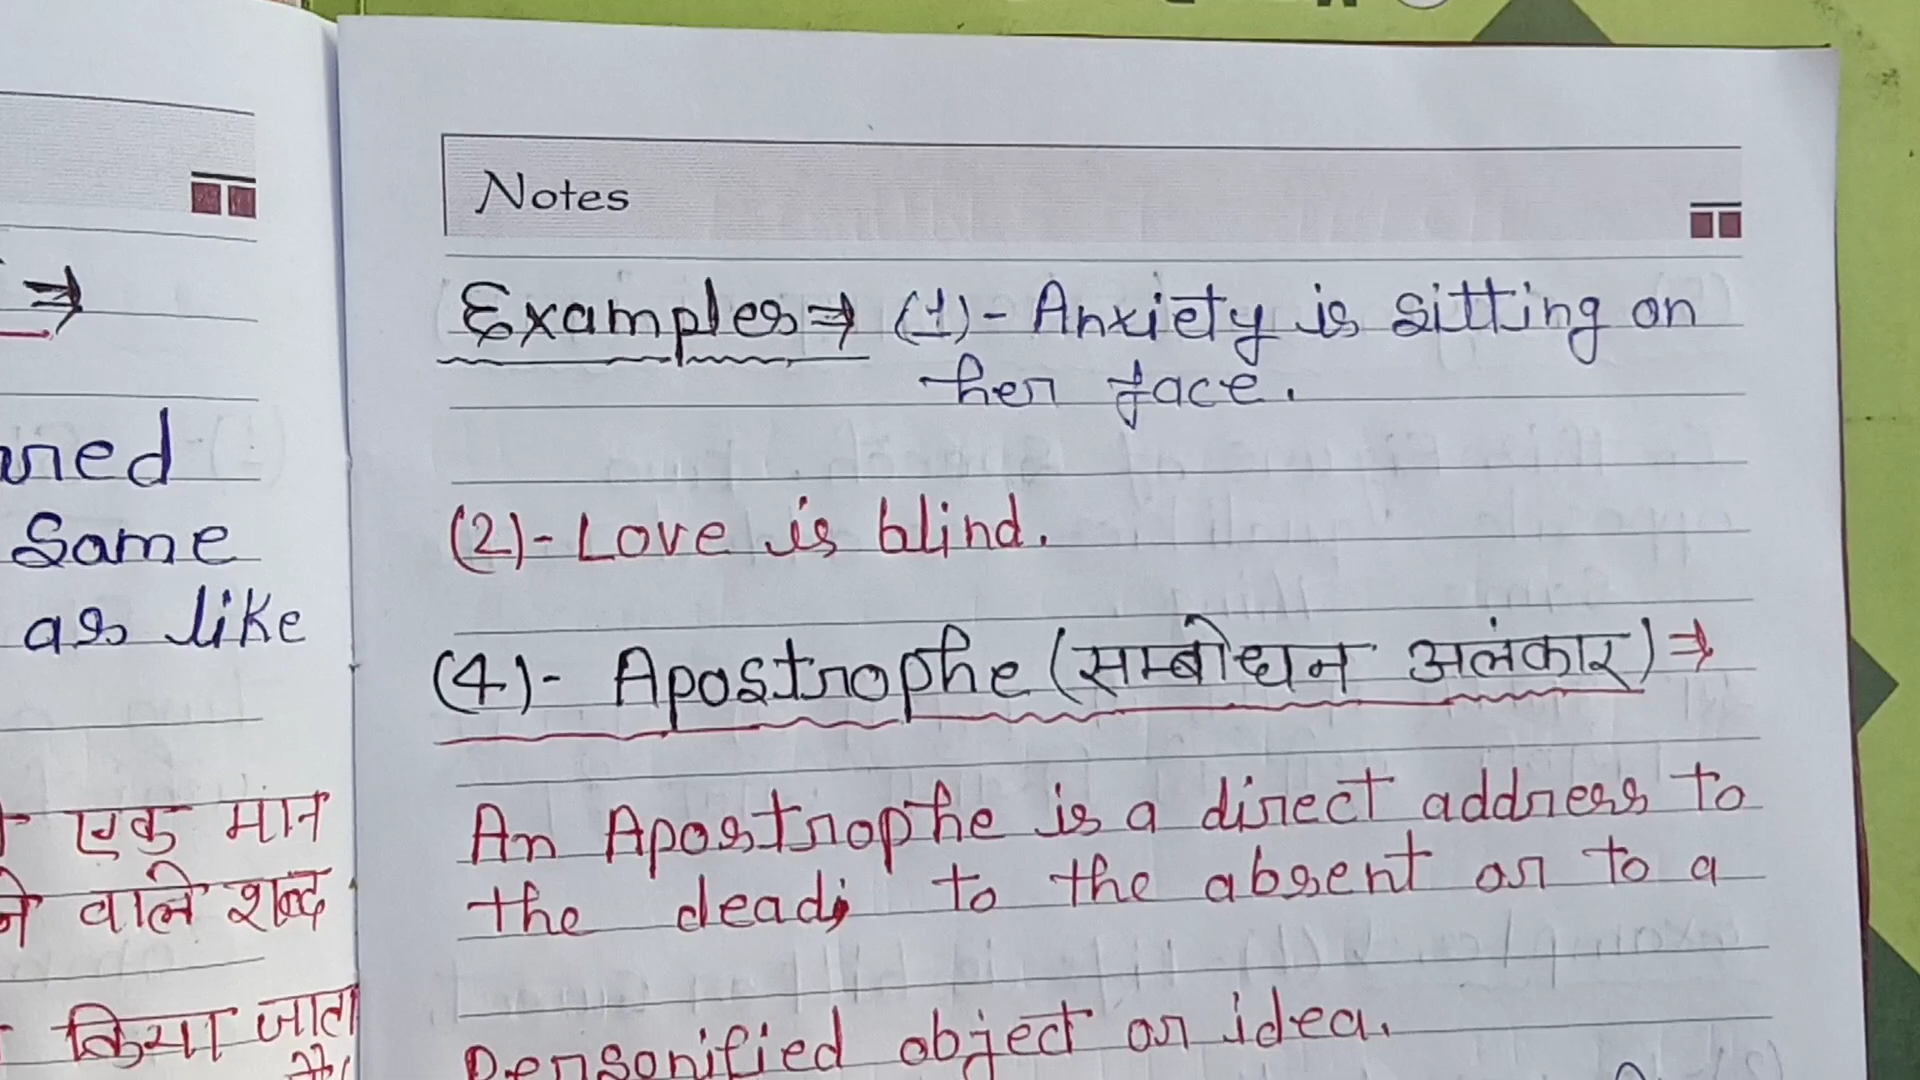 ned
Same
as like
एक मान
ने वाले शब्द
किया जाता
Notes
Examples⇒ (1)- Anxiety is sitting on
her face.
(2)- Love is blind.
(4)- Apostrophe (सम्बोधन अलंकार)⇒
An Apostrophe is a direct address to
the dead; to the absent or to a
personified object or idea.